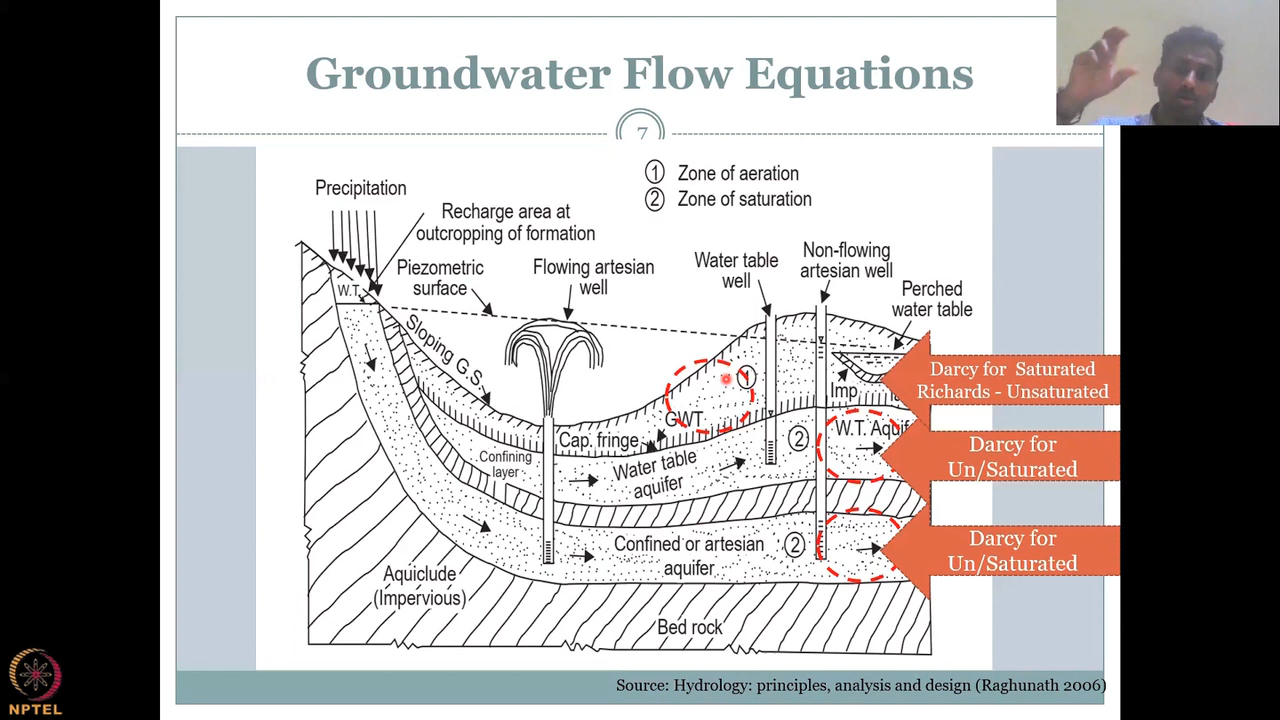 Groundwater Flow Equations
7
1 Zone of aeration
2 Zone of saturation
Precipitation
Recharge area at
outcropping of formation
Piezometric
surface
Flowing artesian
well
Water table
well
Non-flowing
artesian well
Perched
water table
W.T.
Sloping G.S.
1
Imp
GWT
Cap. fringe
Confining
layer
Water table
aquifer
2
W.T. Aquif
Confined or artesian
aquifer
2
Aquiclude
(Impervious)
Bed rock
Darcy for Saturated
Richards - Unsaturated
Darcy for
Un/Saturated
Darcy for
Un/Saturated
Source: Hydrology: principles, analysis and design (Raghunath 2006)
NPTEL